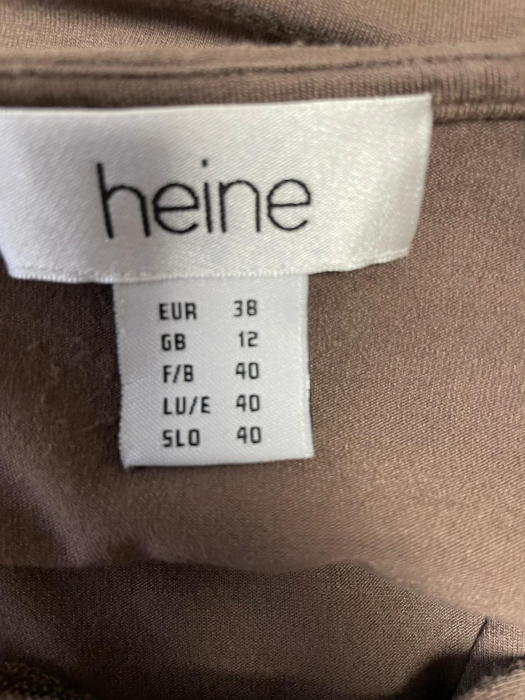 heine
EUR 38
GB 12
F/B 40
LU/E 40
SLO 40